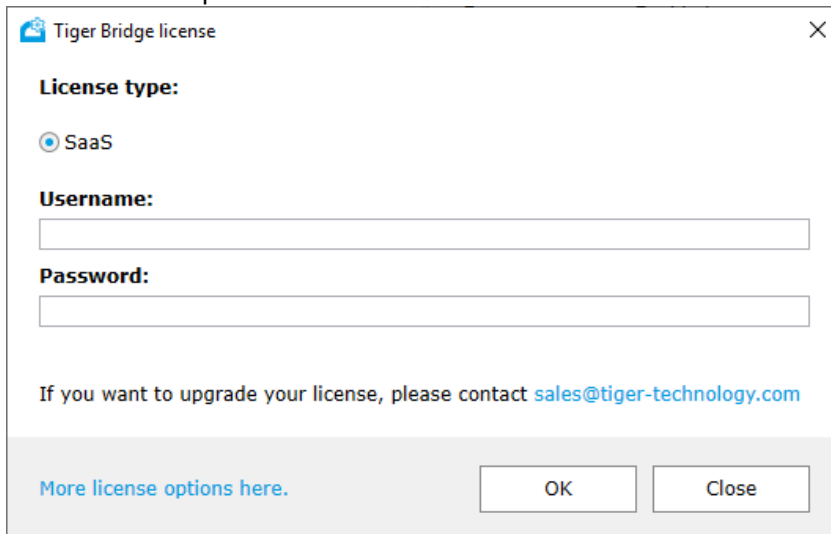 Tiger Bridge license
License type:
SaaS
Username:
Password:
If you want to upgrade your license, please contact sales@tiger-technology.com
More license options here.
OK
Close